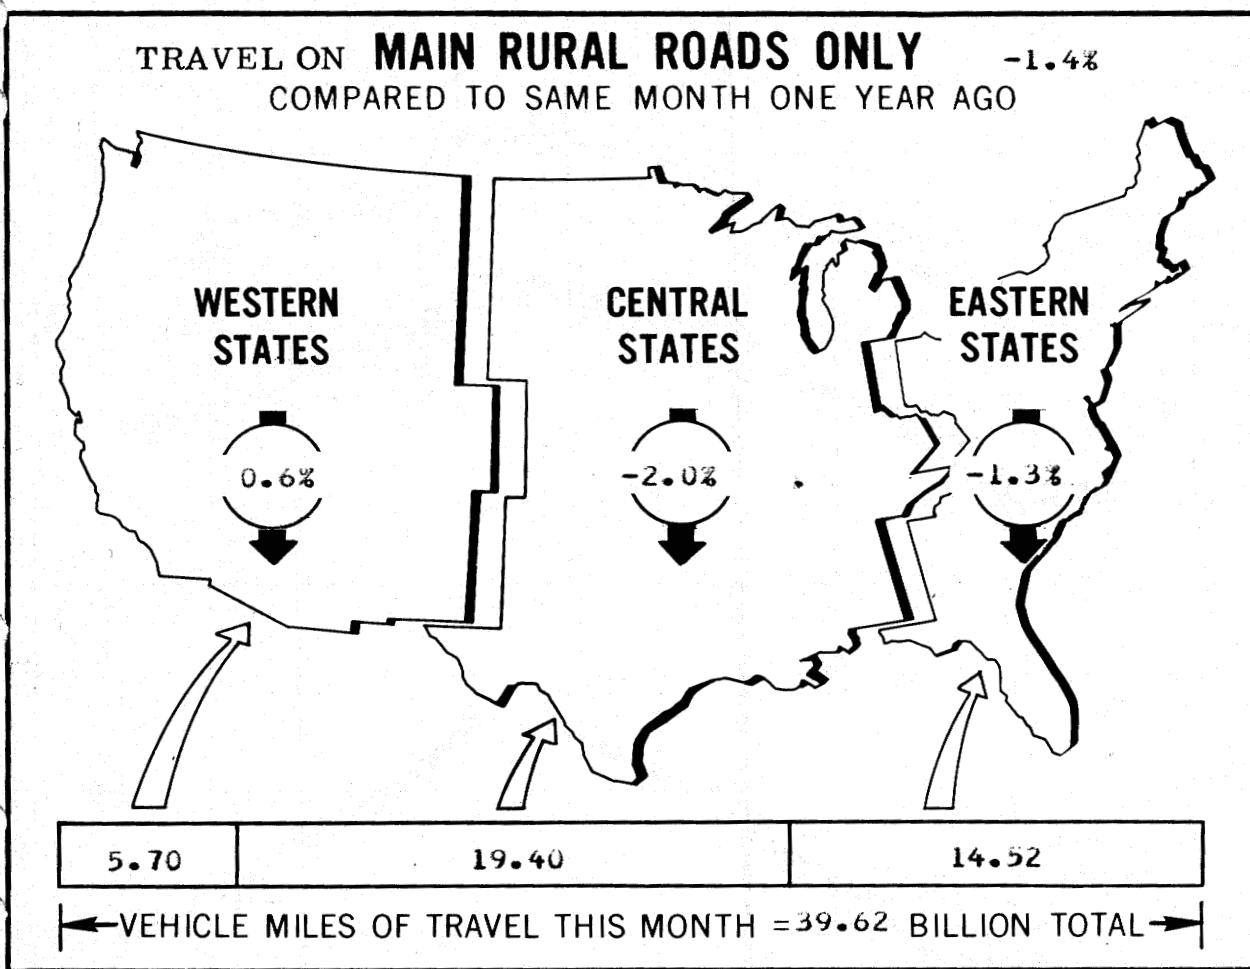 TRAVEL ON MAIN RURAL ROADS ONLY -1.4%
COMPARED TO SAME MONTH ONE YEAR AGO
WESTERN
STATES
0.6%
CENTRAL
STATES
-2.0%
EASTERN
STATES
-1.3%
5.70 19.40 14.52
VEHICLE MILES OF TRAVEL THIS MONTH =39.62 BILLION TOTAL